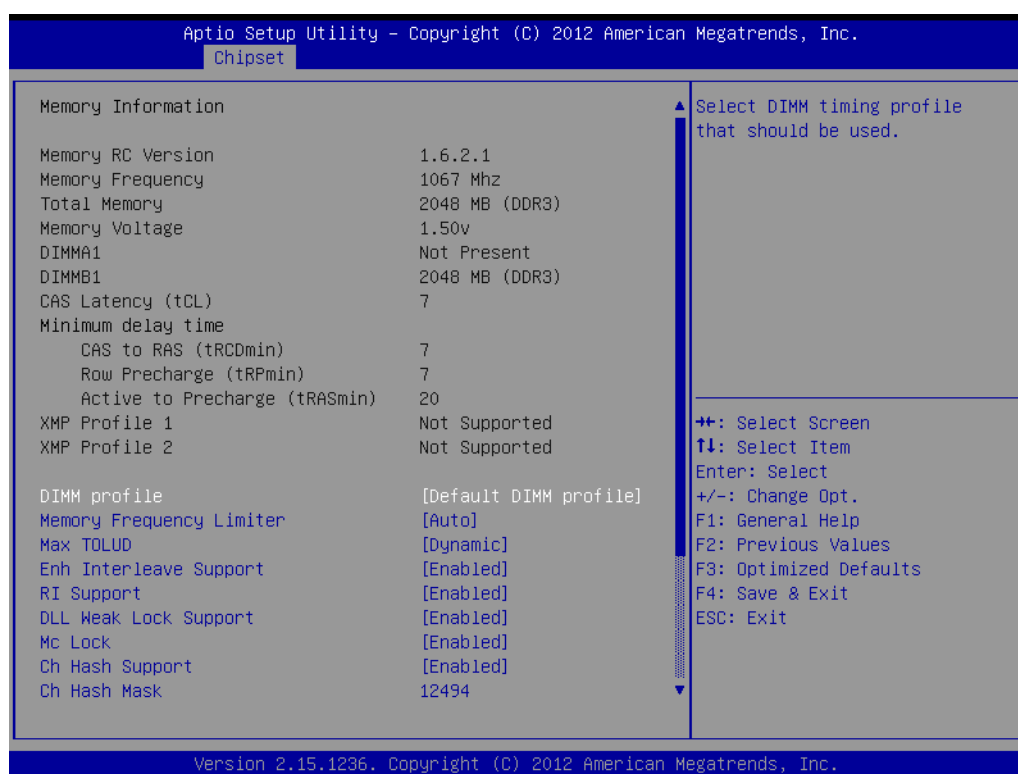 Aptio Setup Utility – Copyright (C) 2012 American Megatrends, Inc.
Chipset
Memory Information
Memory RC Version 1.6.2.1
Memory Frequency 1067 Mhz
Total Memory 2048 MB (DDR3)
Memory Voltage 1.50v
DIMMA1 Not Present
DIMMB1 2048 MB (DDR3)
CAS Latency (tCL) 7
Minimum delay time
CAS to RAS (tRCDmin) 7
Row Precharge (tRPmin) 7
Active to Precharge (tRASmin) 20
XMP Profile 1 Not Supported
XMP Profile 2 Not Supported
DIMM profile [Default DIMM profile]
Memory Frequency Limiter [Auto]
Max TOLUD [Dynamic]
Enh Interleave Support [Enabled]
RI Support [Enabled]
DLL Weak Lock Support [Enabled]
Mc Lock [Enabled]
Ch Hash Support [Enabled]
Ch Hash Mask 12494
Select DIMM timing profile
that should be used.
→←: Select Screen
↑↓: Select Item
Enter: Select
+/-: Change Opt.
F1: General Help
F2: Previous Values
F3: Optimized Defaults
F4: Save & Exit
ESC: Exit
Version 2.15.1236. Copyright (C) 2012 American Megatrends, Inc.